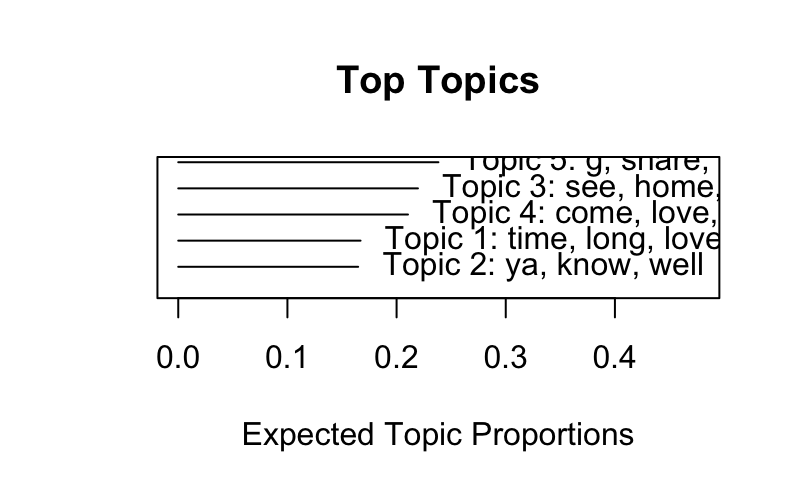 Top Topics
Topic 5: g, share,
Topic 3: see, home,
Topic 4: come, love,
Topic 1: time, long, love
Topic 2: ya, know, well
0.0 0.1 0.2 0.3 0.4
Expected Topic Proportions